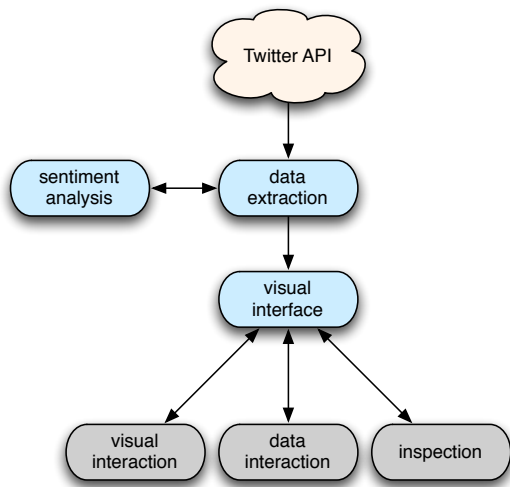 Twitter API
sentiment
analysis
data
extraction
visual
interface
visual
interaction
data
interaction
inspection